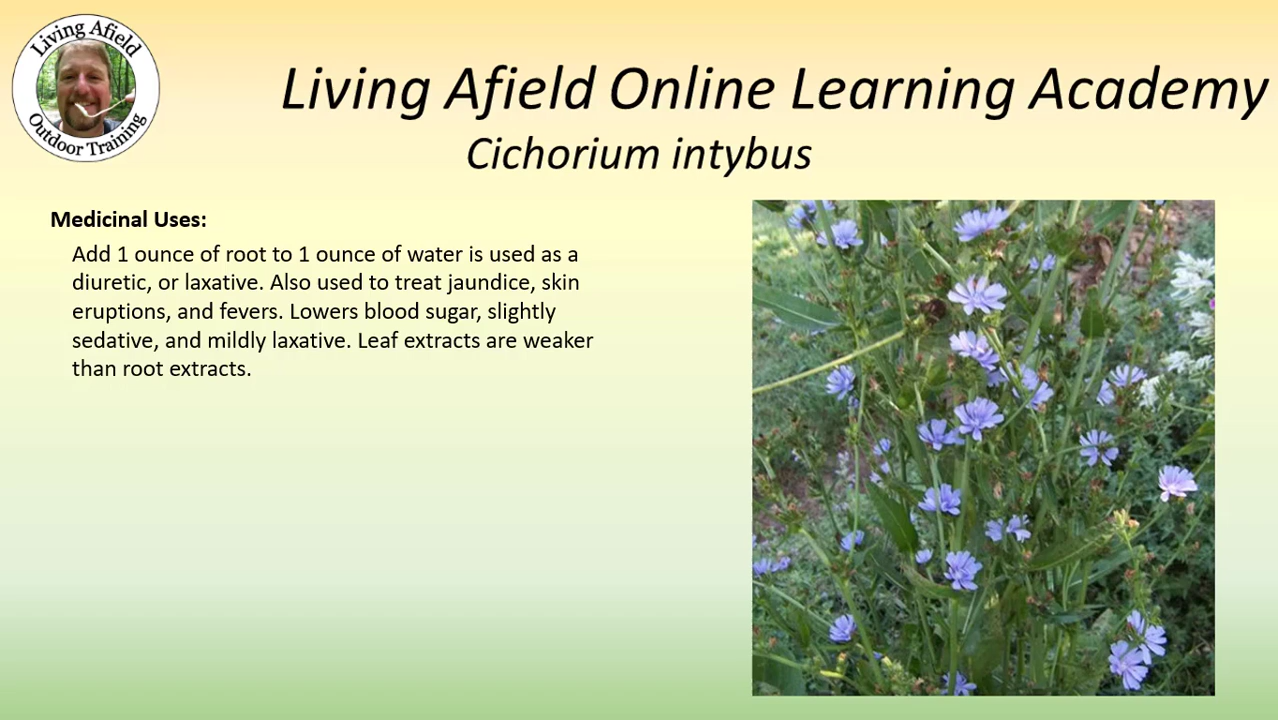 Living Afield
Outdoor Training
Living Afield Online Learning Academy
Cichorium intybus
Medicinal Uses:
Add 1 ounce of root to 1 ounce of water is used as a
diuretic, or laxative. Also used to treat jaundice, skin
eruptions, and fevers. Lowers blood sugar, slightly
sedative, and mildly laxative. Leaf extracts are weaker
than root extracts.